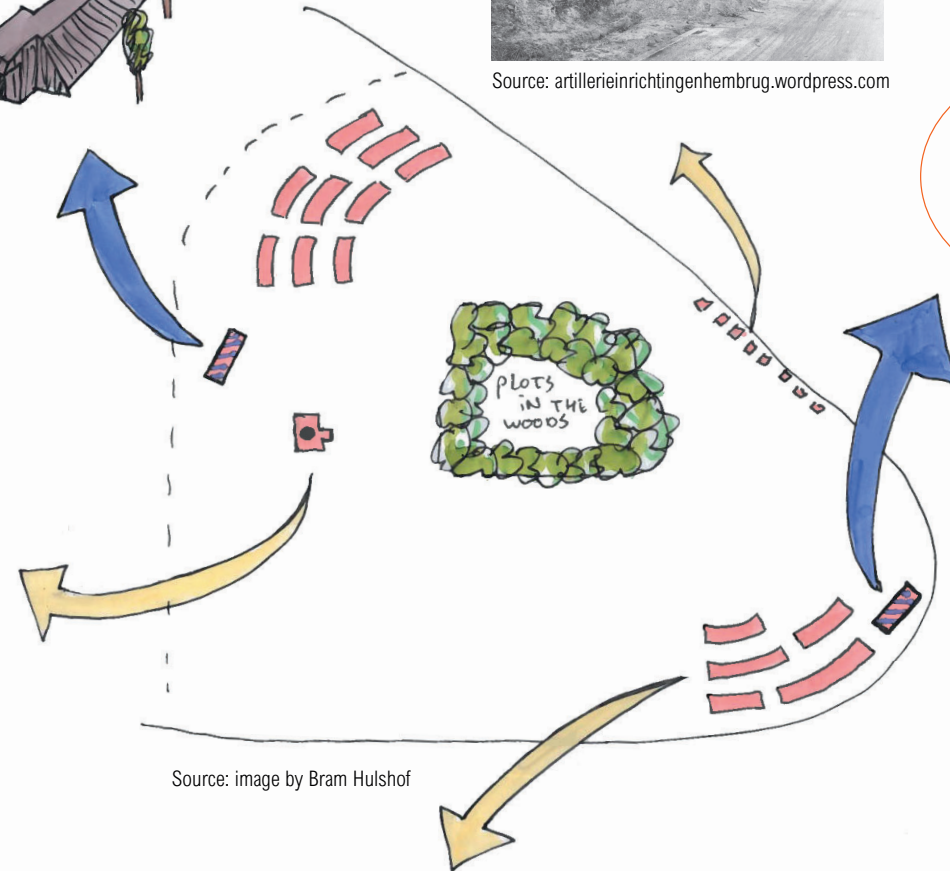 Source: artillerieinrichtingenhembrug.wordpress.com
PLOTS
IN THE
WOODS
Source: image by Bram Hulshof